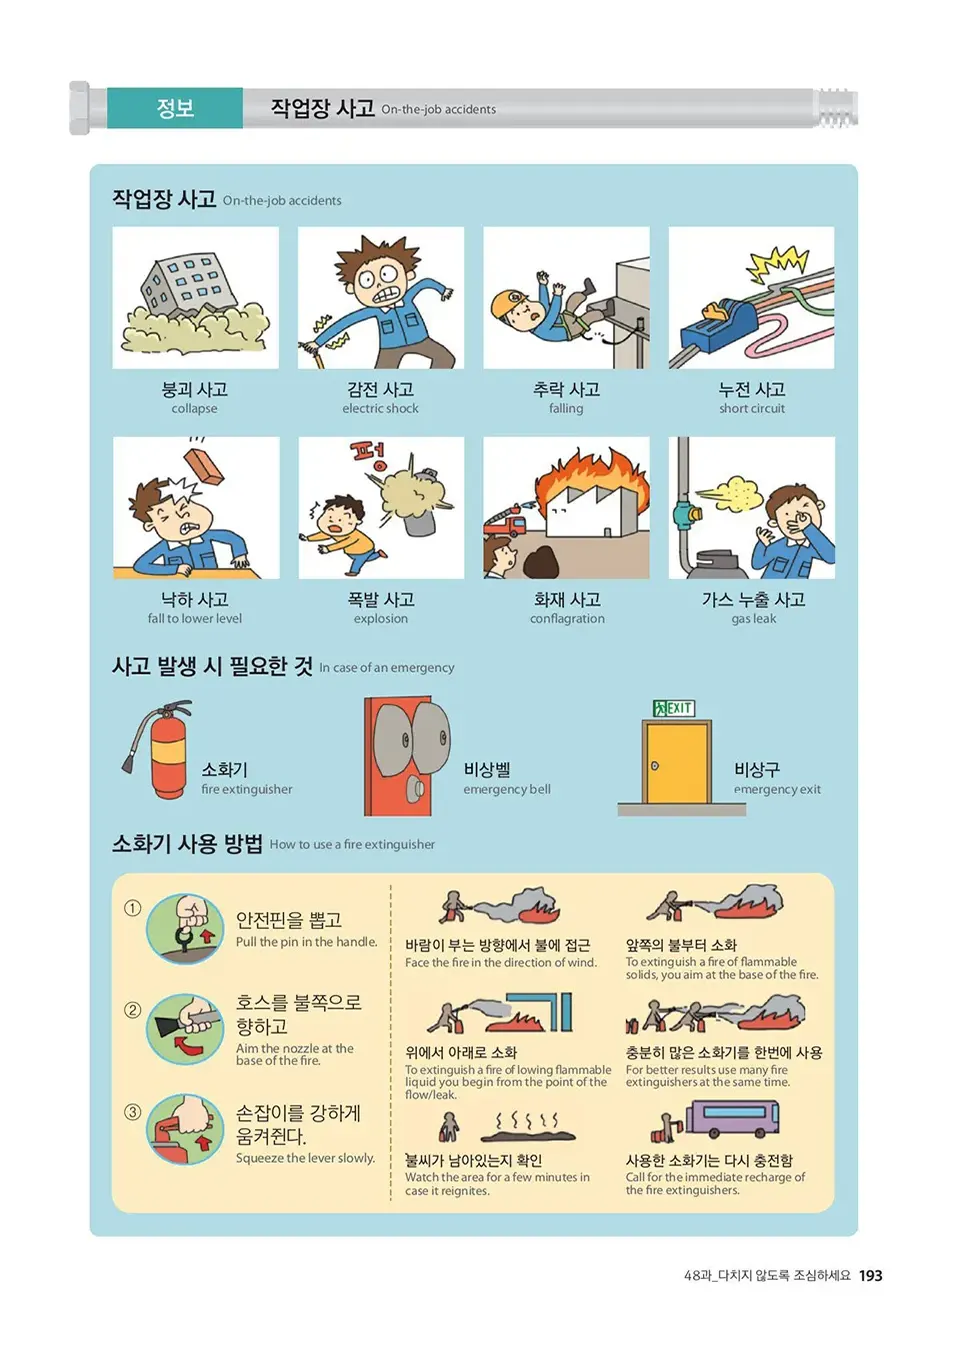 정보
작업장 사고 On-the-job accidents
작업장 사고 On-the-job accidents
붕괴 사고
collapse
감전 사고
electric shock
추락 사고
falling
누전 사고
short circuit
펑
낙하 사고
fall to lower level
폭발 사고
explosion
화재 사고
conflagration
가스 누출 사고
gas leak
사고 발생 시 필요한 것 In case of an emergency
소화기
fire extinguisher
비상벨
emergency bell
EXIT
비상구
emergency exit
소화기 사용 방법 How to use a fire extinguisher
①
안전핀을 뽑고
Pull the pin in the handle.
②
호스를 불쪽으로
향하고
Aim the nozzle at the
base of the fire.
③
손잡이를 강하게
움켜쥔다.
Squeeze the lever slowly.
바람이 부는 방향에서 불에 접근
Face the fire in the direction of wind.
앞쪽의 불부터 소화
To extinguish a fire of flammable
solids, you aim at the base of the fire.
위에서 아래로 소화
To extinguish a fire of lowing flammable
liquid you begin from the point of the
flow/leak.
충분히 많은 소화기를 한번에 사용
For better results use many fire
extinguishers at the same time.
불씨가 남아있는지 확인
Watch the area for a few minutes in
case it reignites.
사용한 소화기는 다시 충전함
Call for the immediate recharge of
the fire extinguishers.
48과_다치지 않도록 조심하세요 193